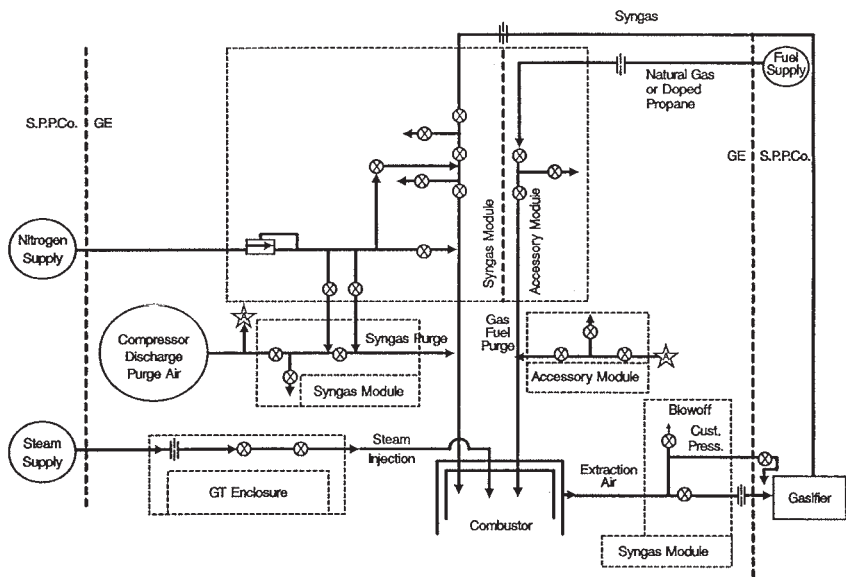 Syngas
Fuel
Supply
Natural Gas
or Doped
Propane
S.P.P.Co.
GE
GE
S.P.P.Co.
Syngas Module
Accessory Module
Nitrogen
Supply
Compressor
Discharge
Purge Air
A
Syngas Purge
Syngas Module
Gas
Fuel
Purge
A
Accessory Module
Steam
Supply
GT Enclosure
Steam
Injection
Blowoff
Cust.
Press.
Extraction
Air
Gasifier
Combustor
Syngas Module